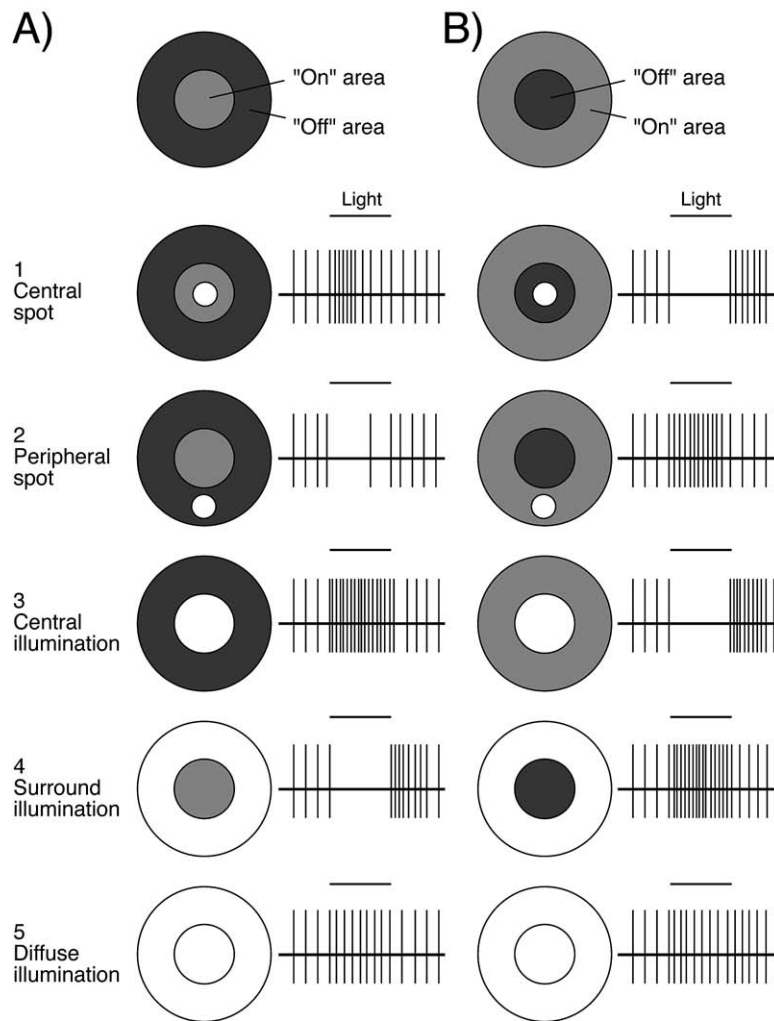 A)
B)
"On" area
"Off" area
"Off" area
"On" area
Light
Light
1
Central
spot
2
Peripheral
spot
3
Central
illumination
4
Surround
illumination
5
Diffuse
illumination